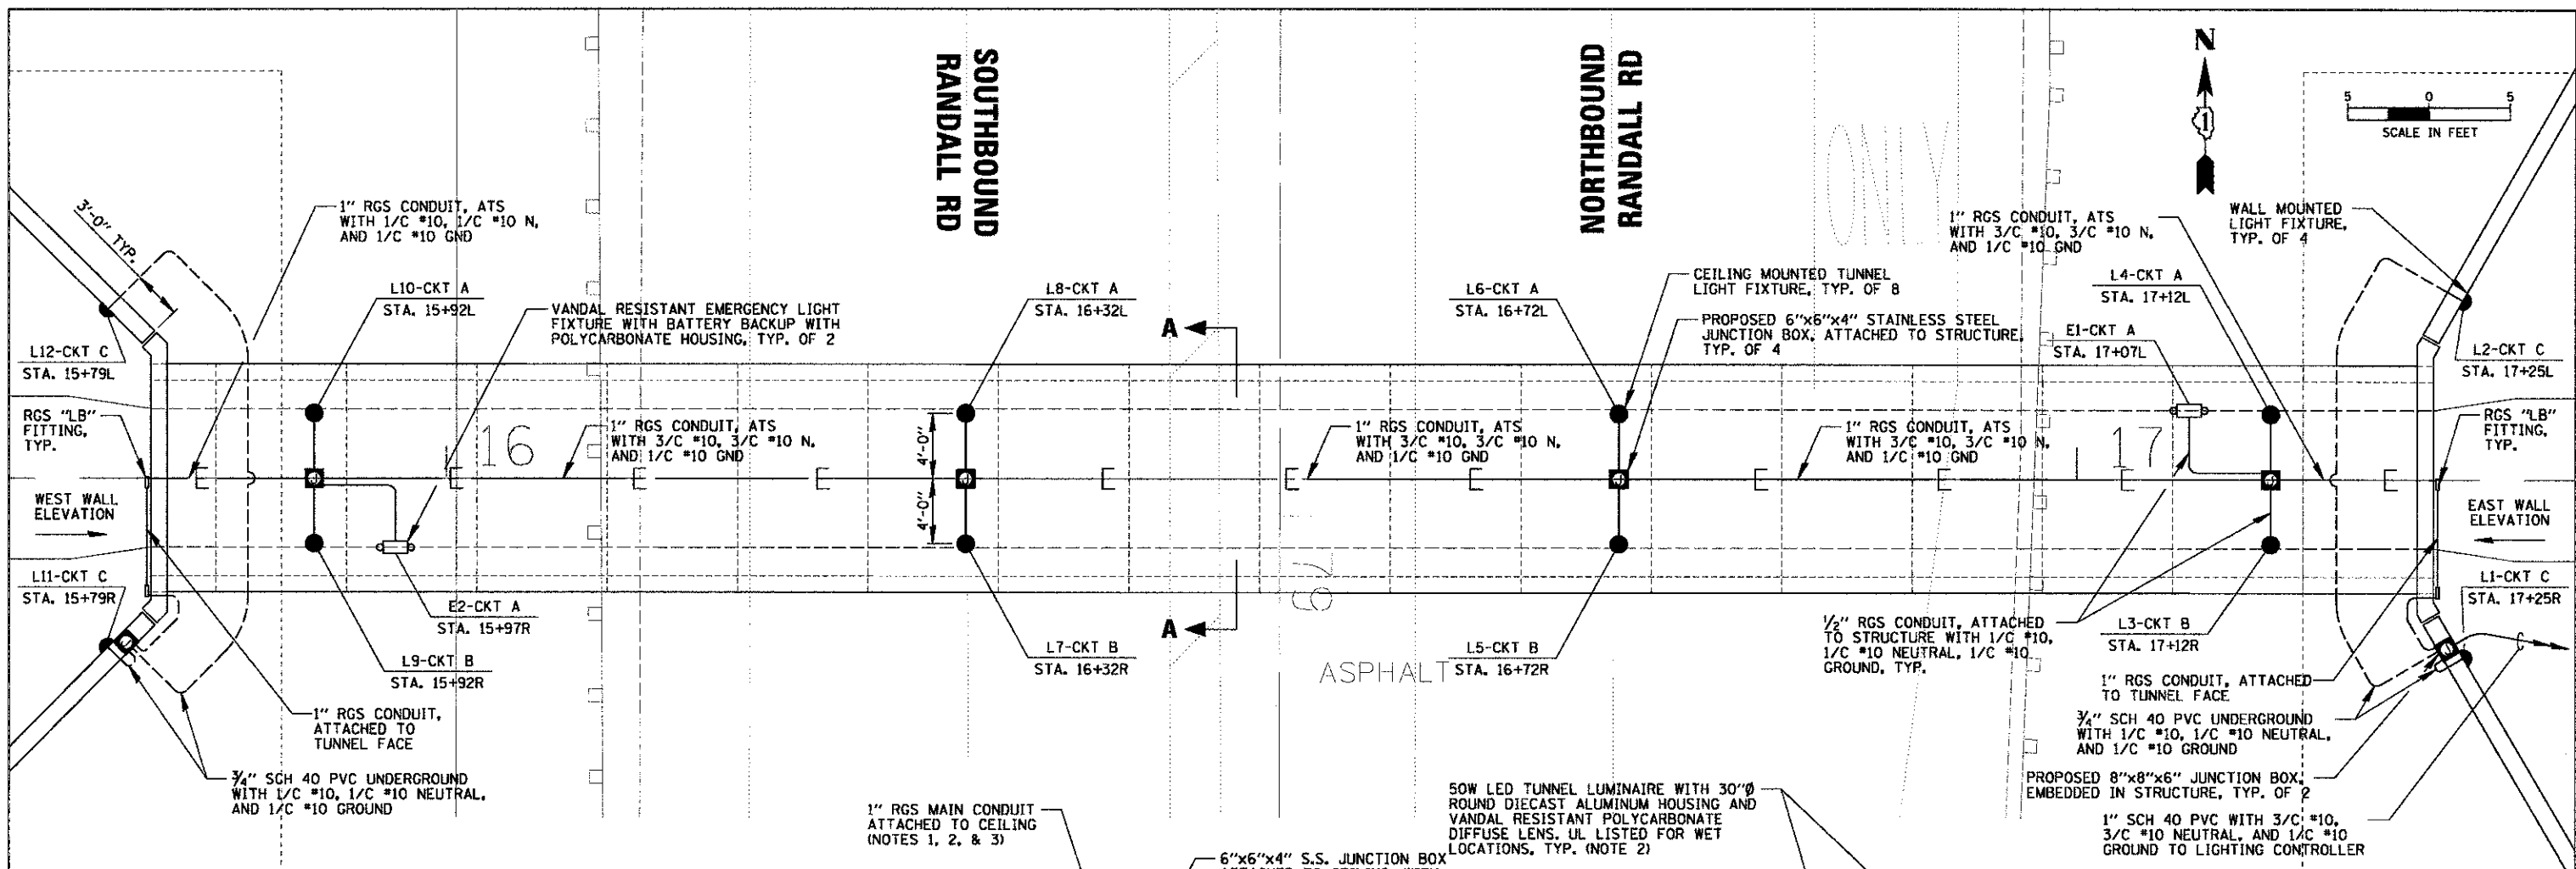 SOUTHBOUND
RANDALL RD
NORTHBOUND
RANDALL RD
ONLY
N
1
5 0 5
SCALE IN FEET
3'-0" TYP.
1" RGS CONDUIT, ATS
WITH 1/C #10, 1/C #10 N,
AND 1/C #10 GND
L10-CKT A
STA. 15+92L
VANDAL RESISTANT EMERGENCY LIGHT
FIXTURE WITH BATTERY BACKUP WITH
POLYCARBONATE HOUSING, TYP. OF 2
L8-CKT A
STA. 16+32L
A
L6-CKT A
STA. 16+72L
CEILING MOUNTED TUNNEL
LIGHT FIXTURE, TYP. OF 8
PROPOSED 6"x6"x4" STAINLESS STEEL
JUNCTION BOX, ATTACHED TO STRUCTURE,
TYP. OF 4
1" RGS CONDUIT, ATS
WITH 3/C #10, 3/C #10 N,
AND 1/C #10 GND
L4-CKT A
STA. 17+12L
E1-CKT A
STA. 17+07L
WALL MOUNTED
LIGHT FIXTURE,
TYP. OF 4
L2-CKT C
STA. 17+25L
L12-CKT C
STA. 15+79L
RGS "LB"
FITTING,
TYP.
WEST WALL
ELEVATION
L11-CKT C
STA. 15+79R
E E 16 E E E E E E E 17 E E
1" RGS CONDUIT, ATS
WITH 3/C #10, 3/C #10 N,
AND 1/C #10 GND
4'-0"
4'-0"
1" RGS CONDUIT, ATS
WITH 3/C #10, 3/C #10 N,
AND 1/C #10 GND
1" RGS CONDUIT, ATS
WITH 3/C #10, 3/C #10 N,
AND 1/C #10 GND
RGS "LB"
FITTING,
TYP.
EAST WALL
ELEVATION
L1-CKT C
STA. 17+25R
E2-CKT A
STA. 15+97R
L9-CKT B
STA. 15+92R
L7-CKT B
STA. 16+32R
A
ASPHALT
L5-CKT B
STA. 16+72R
1/2" RGS CONDUIT, ATTACHED
TO STRUCTURE WITH 1/C #10,
1/C #10 NEUTRAL, 1/C #10
GROUND, TYP.
L3-CKT B
STA. 17+12R
C
1" RGS CONDUIT,
ATTACHED TO
TUNNEL FACE
3/4" SCH 40 PVC UNDERGROUND
WITH 1/C #10, 1/C #10 NEUTRAL,
AND 1/C #10 GROUND
1" RGS CONDUIT, ATTACHED
TO TUNNEL FACE
3/4" SCH 40 PVC UNDERGROUND
WITH 1/C #10, 1/C #10 NEUTRAL,
AND 1/C #10 GROUND
PROPOSED 8"x8"x6" JUNCTION BOX,
EMBEDDED IN STRUCTURE, TYP. OF 2
1" SCH 40 PVC WITH 3/C #10,
3/C #10 NEUTRAL, AND 1/C #10
GROUND TO LIGHTING CONTROLLER
1" RGS MAIN CONDUIT
ATTACHED TO CEILING
(NOTES 1, 2, & 3)
6"x6"x4" S.S. JUNCTION BOX
50W LED TUNNEL LUMINAIRE WITH 30"Ø
ROUND DIECAST ALUMINUM HOUSING AND
VANDAL RESISTANT POLYCARBONATE
DIFFUSE LENS. UL LISTED FOR WET
LOCATIONS, TYP. (NOTE 2)